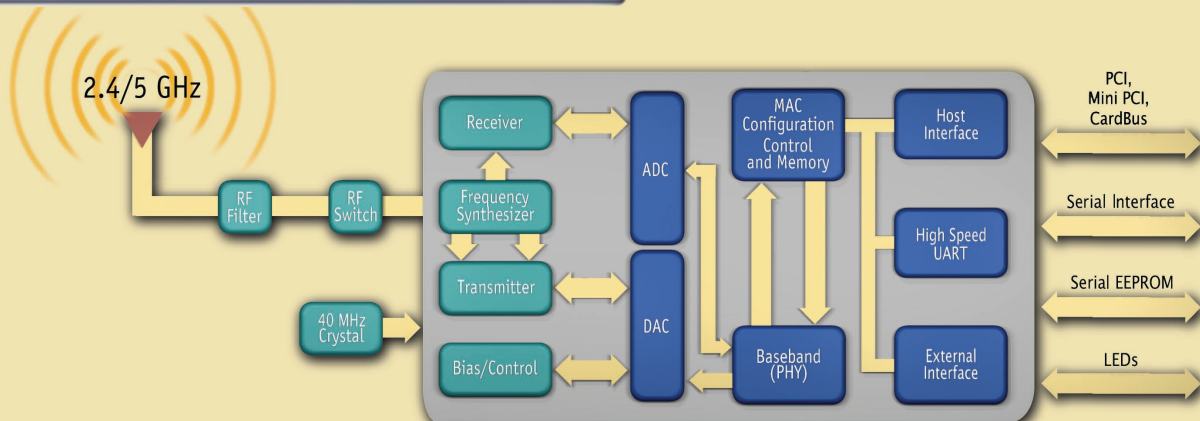 2.4/5 GHz
RF
Filter
RF
Switch
40 MHz
Crystal
Receiver
Frequency
Synthesizer
Transmitter
Bias/Control
ADC
DAC
MAC
Configuration
Control
and Memory
Baseband
(PHY)
Host
Interface
High Speed
UART
External
Interface
PCI,
Mini PCI,
CardBus
Serial Interface
Serial EEPROM
LEDs